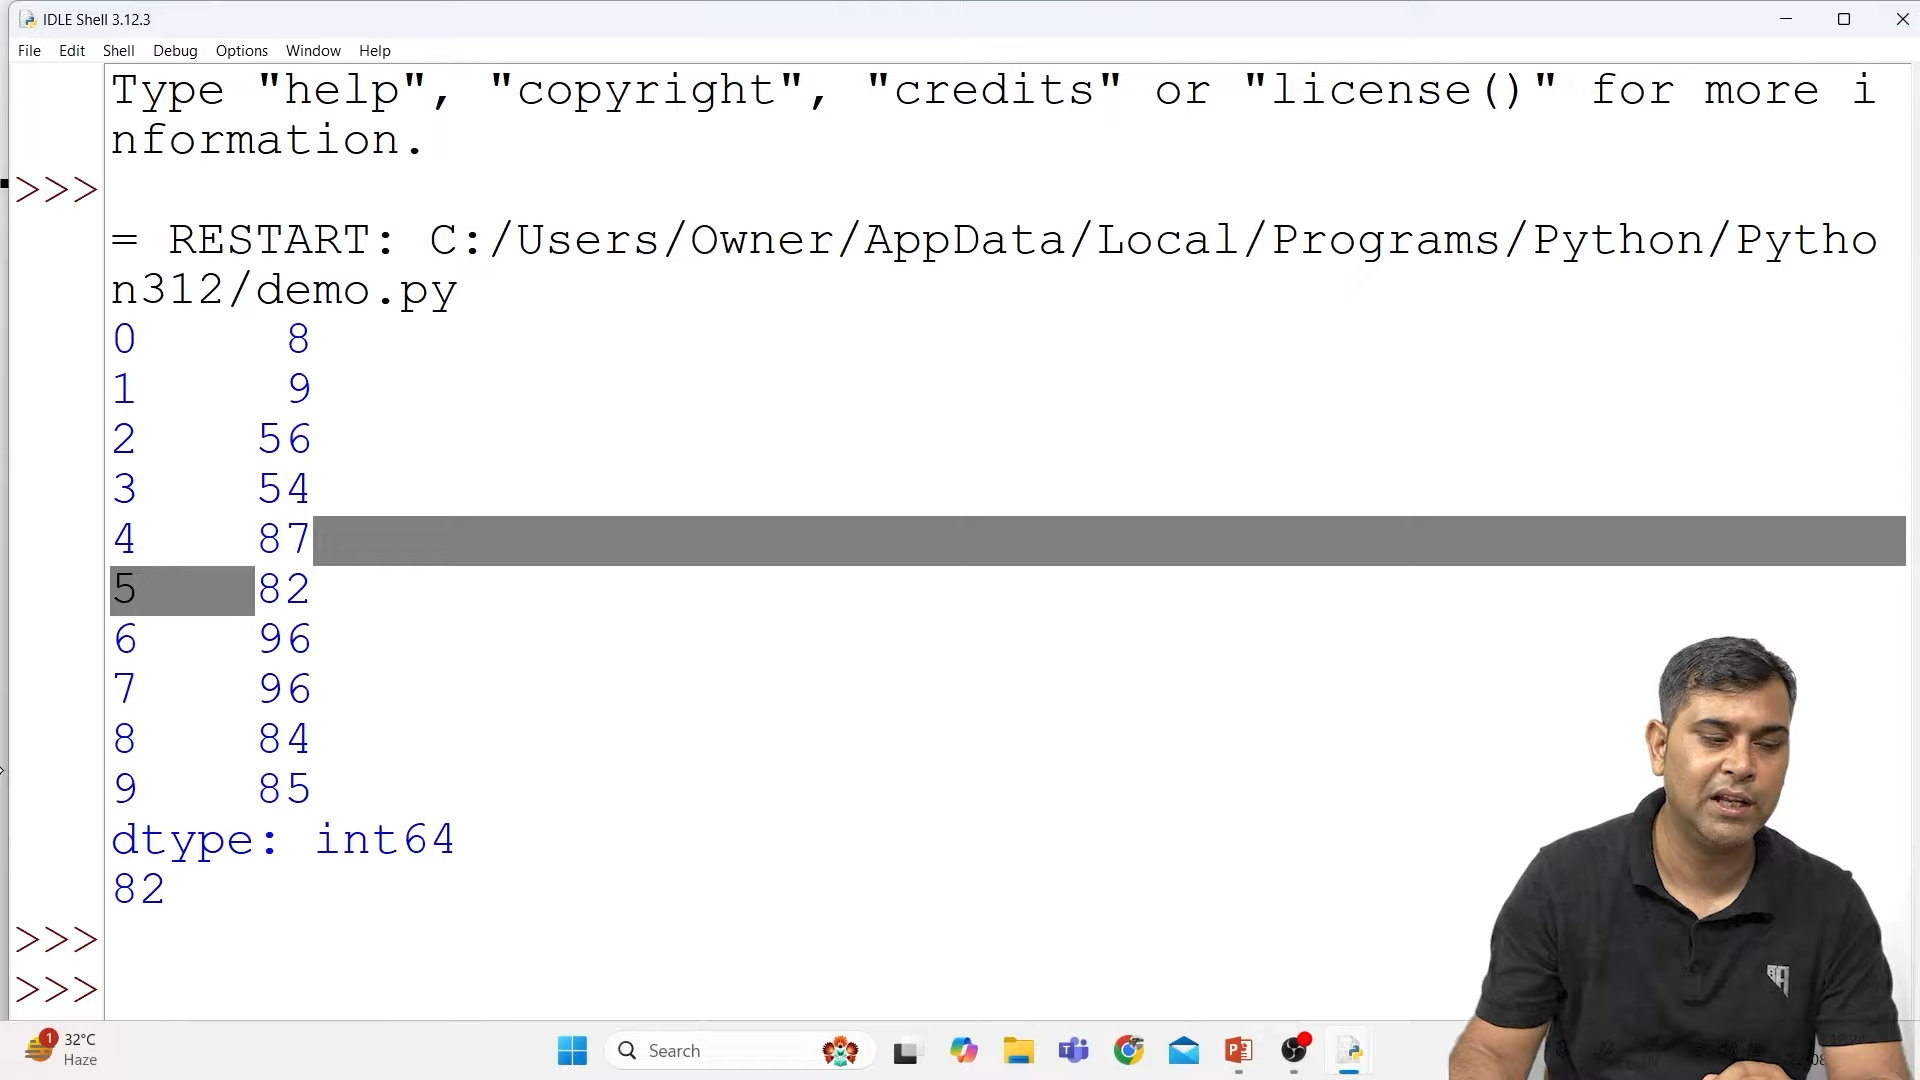 IDLE Shell 3.12.3
File Edit Shell Debug Options Window Help
Type "help", "copyright", "credits" or "license()" for more i
nformation.
>>>
= RESTART: C:/Users/Owner/AppData/Local/Programs/Python/Pytho
n312/demo.py
0 8
1 9
2 56
3 54
4 87
5 82
6 96
7 96
8 84
9 85
dtype: int64
82
>>>
>>>
1 32°C
Haze
Search